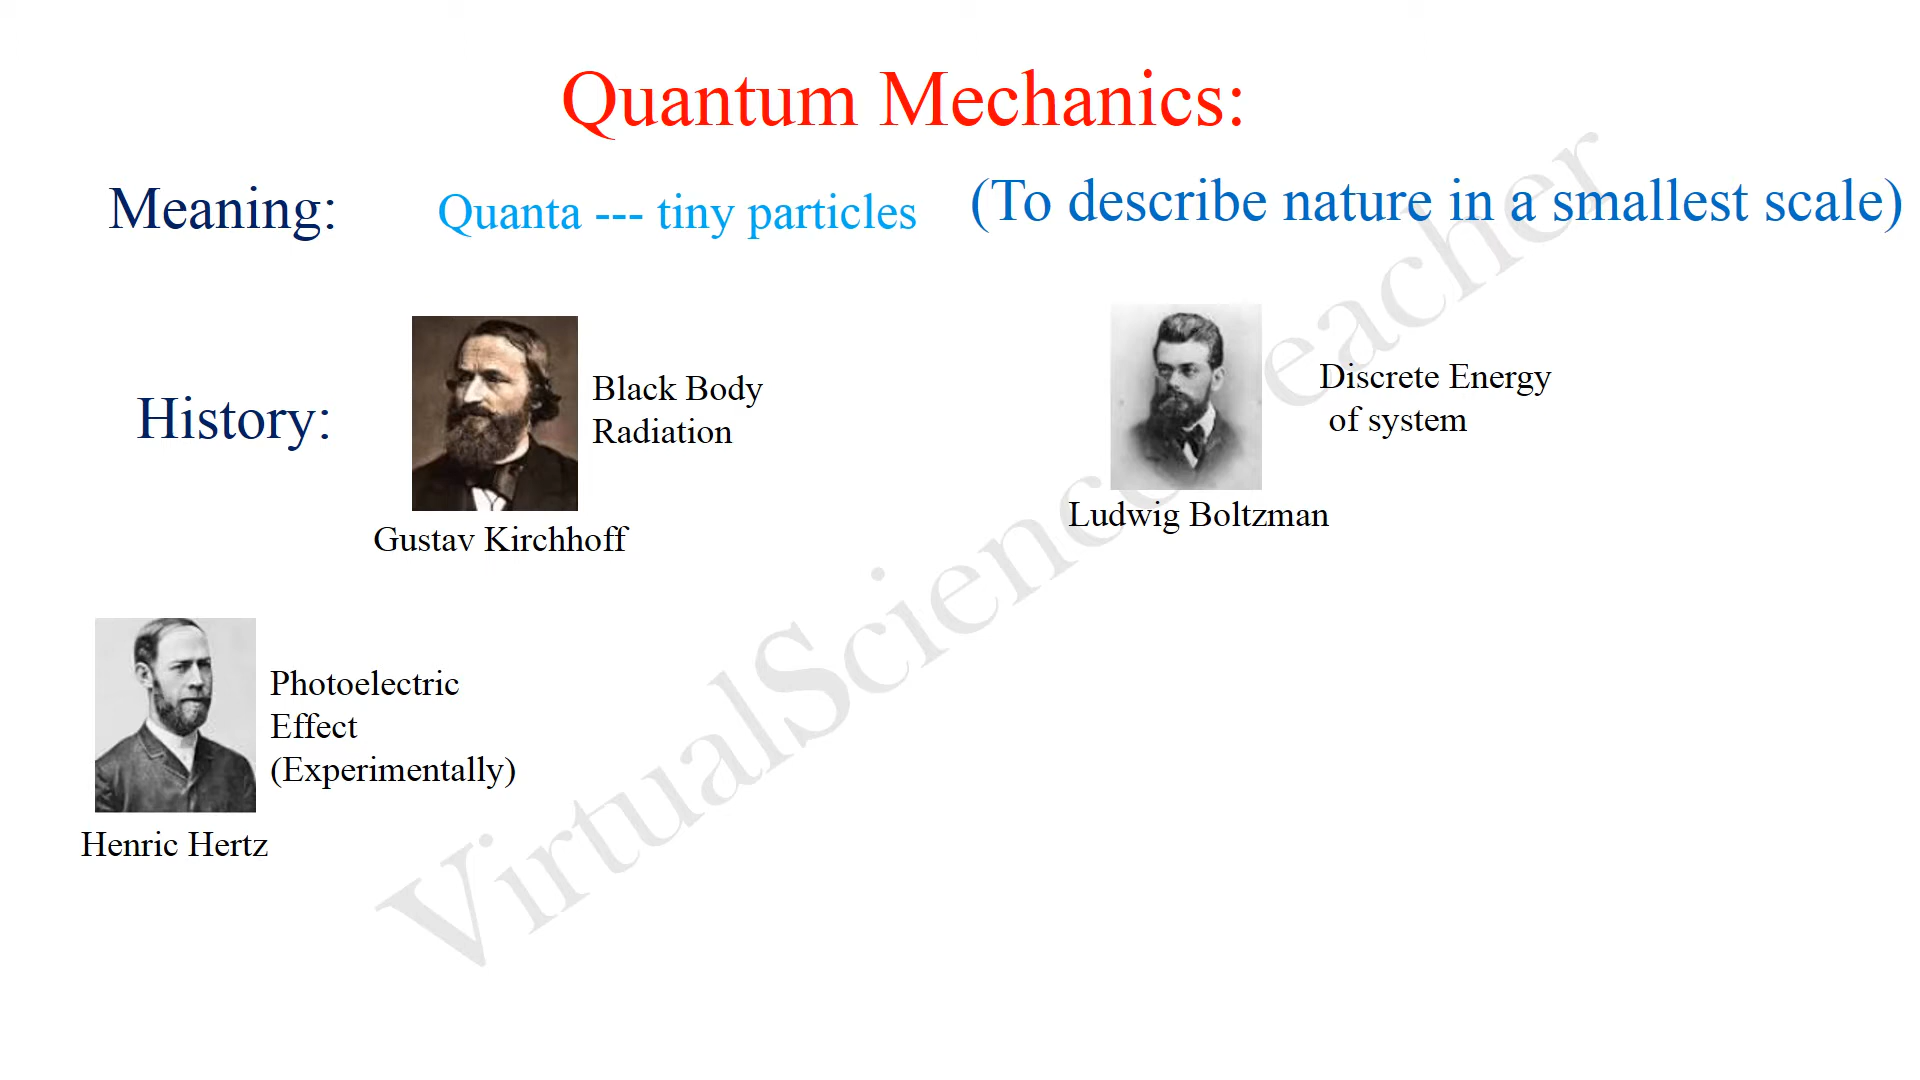 Quantum Mechanics:
Meaning:
Quanta --- tiny particles
(To describe nature in a smallest scale)
History:
Black Body
Radiation
Gustav Kirchhoff
Discrete Energy
of system
Ludwig Boltzman
Photoelectric
Effect
(Experimentally)
Henric Hertz
VirtualScienceTeacher